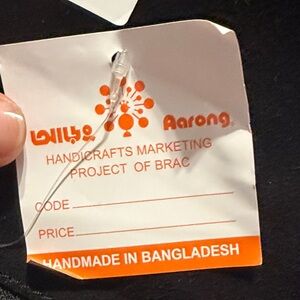 আড়ং Aarong
HANDICRAFTS MARKETING
PROJECT OF BRAC
CODE
PRICE
HANDMADE IN BANGLADESH